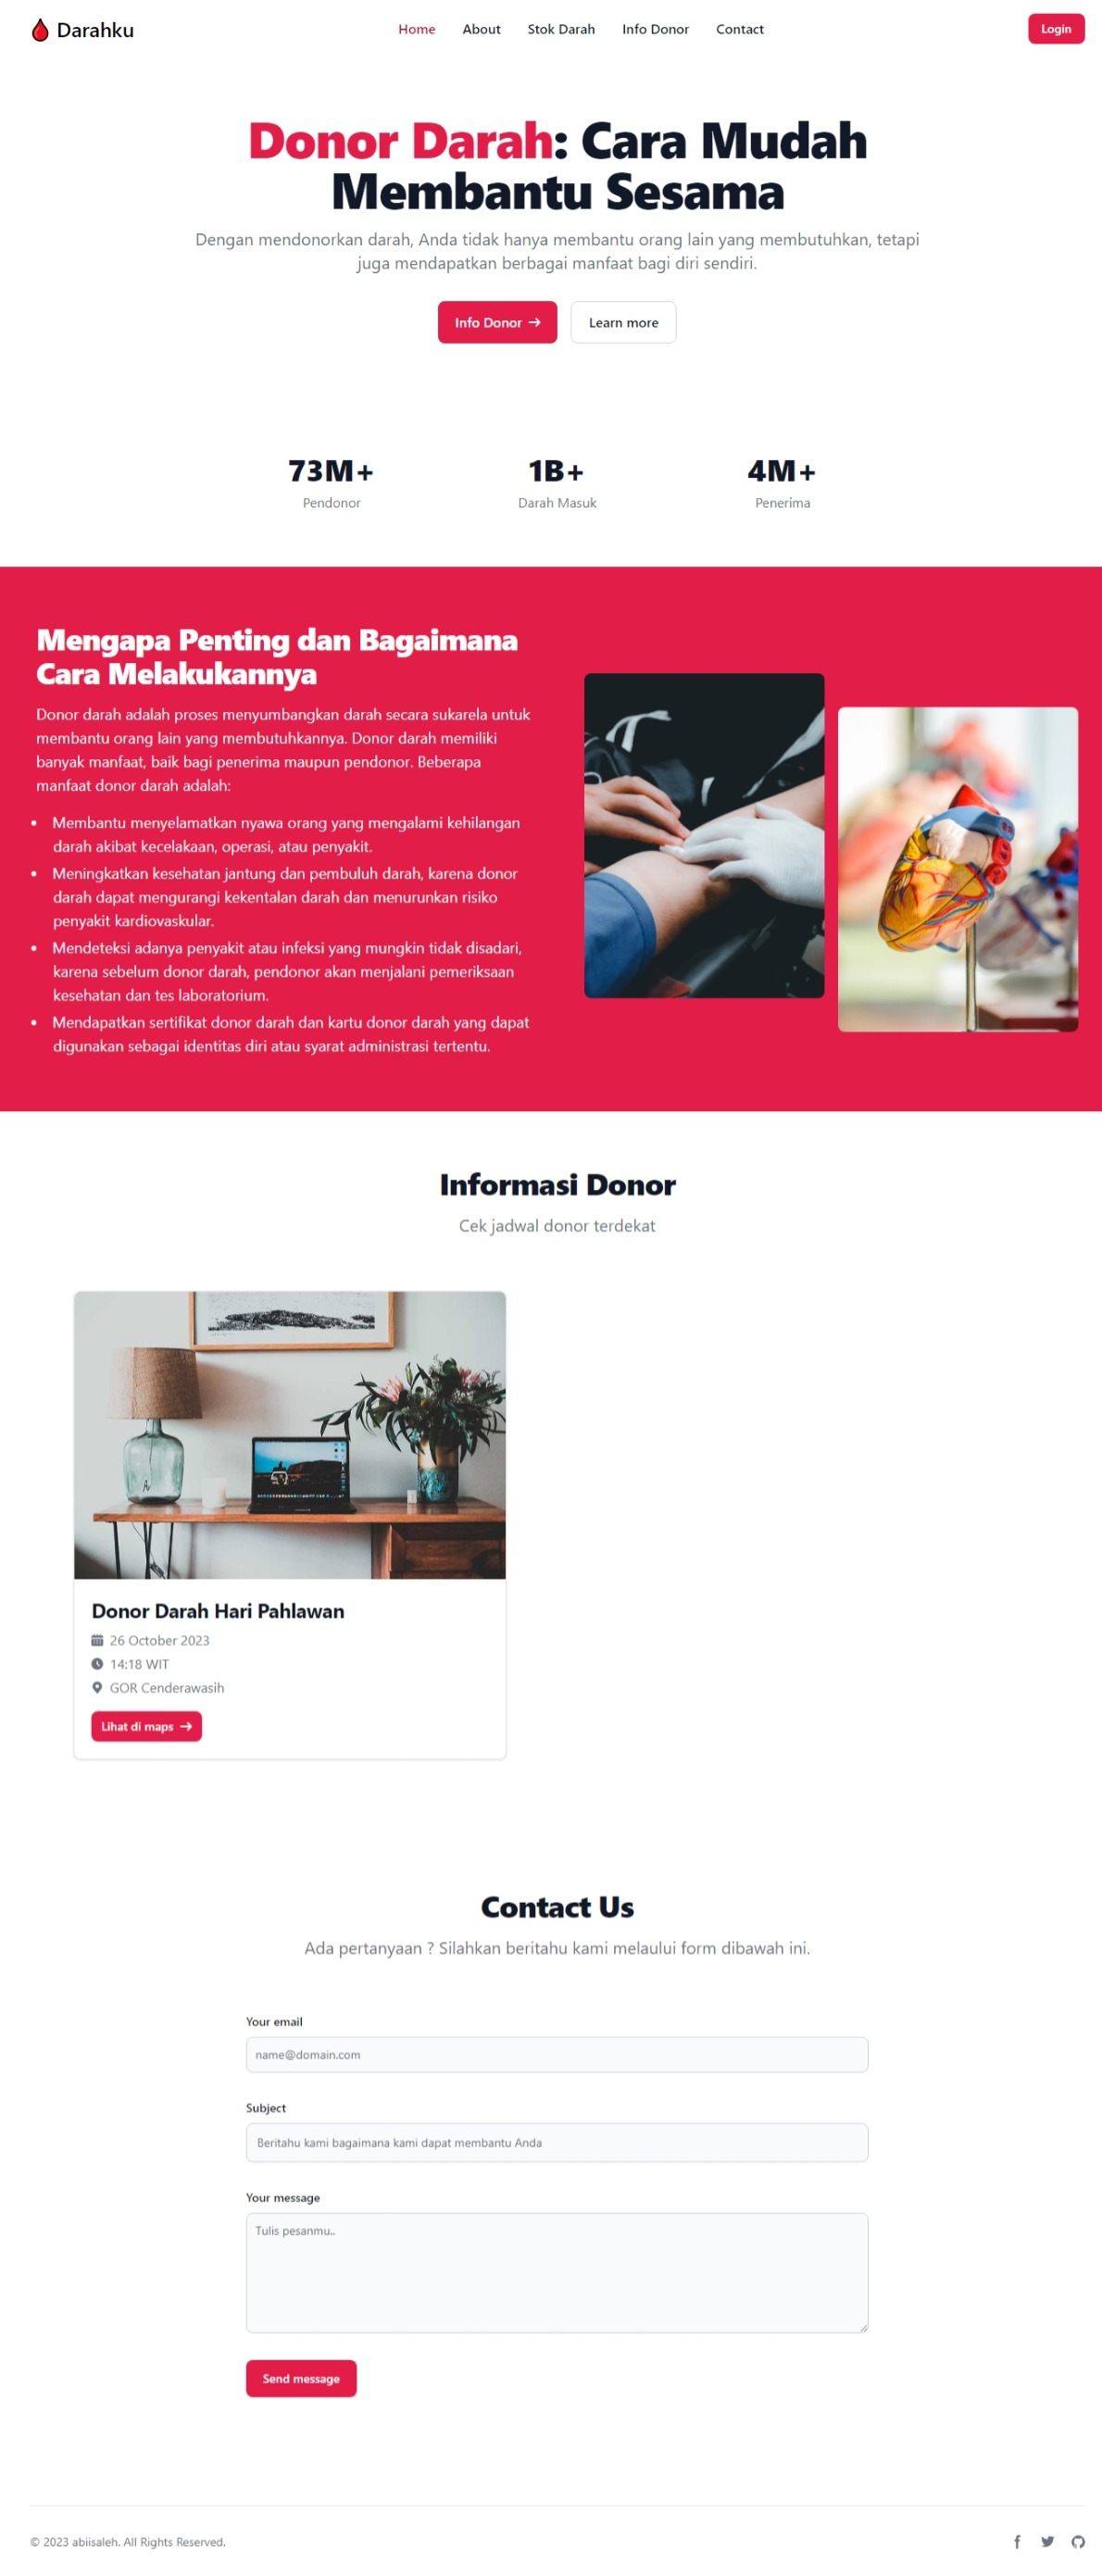 Darahku
Home
About
Stok Darah
Info Donor
Contact
Login
Donor Darah: Cara Mudah
Membantu Sesama
Dengan mendonorkan darah, Anda tidak hanya membantu orang lain yang membutuhkan, tetapi
juga mendapatkan berbagai manfaat bagi diri sendiri.
Info Donor →
Learn more
73M+
Pendonor
1B+
Darah Masuk
4M+
Penerima
Mengapa Penting dan Bagaimana
Cara Melakukannya
Donor darah adalah proses menyumbangkan darah secara sukarela untuk
membantu orang lain yang membutuhkannya. Donor darah memiliki
banyak manfaat, baik bagi penerima maupun pendonor. Beberapa
manfaat donor darah adalah:
• Membantu menyelamatkan nyawa orang yang mengalami kehilangan
darah akibat kecelakaan, operasi, atau penyakit.
• Meningkatkan kesehatan jantung dan pembuluh darah, karena donor
darah dapat mengurangi kekentalan darah dan menurunkan risiko
penyakit kardiovaskular.
• Mendeteksi adanya penyakit atau infeksi yang mungkin tidak disadari,
karena sebelum donor darah, pendonor akan menjalani pemeriksaan
kesehatan dan tes laboratorium.
• Mendapatkan sertifikat donor darah dan kartu donor darah yang dapat
digunakan sebagai identitas diri atau syarat administrasi tertentu.
Informasi Donor
Cek jadwal donor terdekat
Donor Darah Hari Pahlawan
26 October 2023
14:18 WIT
GOR Cenderawasih
Lihat di maps →
Contact Us
Ada pertanyaan ? Silahkan beritahu kami melaului form dibawah ini.
Your email
name@domain.com
Subject
Beritahu kami bagaimana kami dapat membantu Anda
Your message
Tulis pesanmu..
Send message
© 2023 abiisaleh. All Rights Reserved.